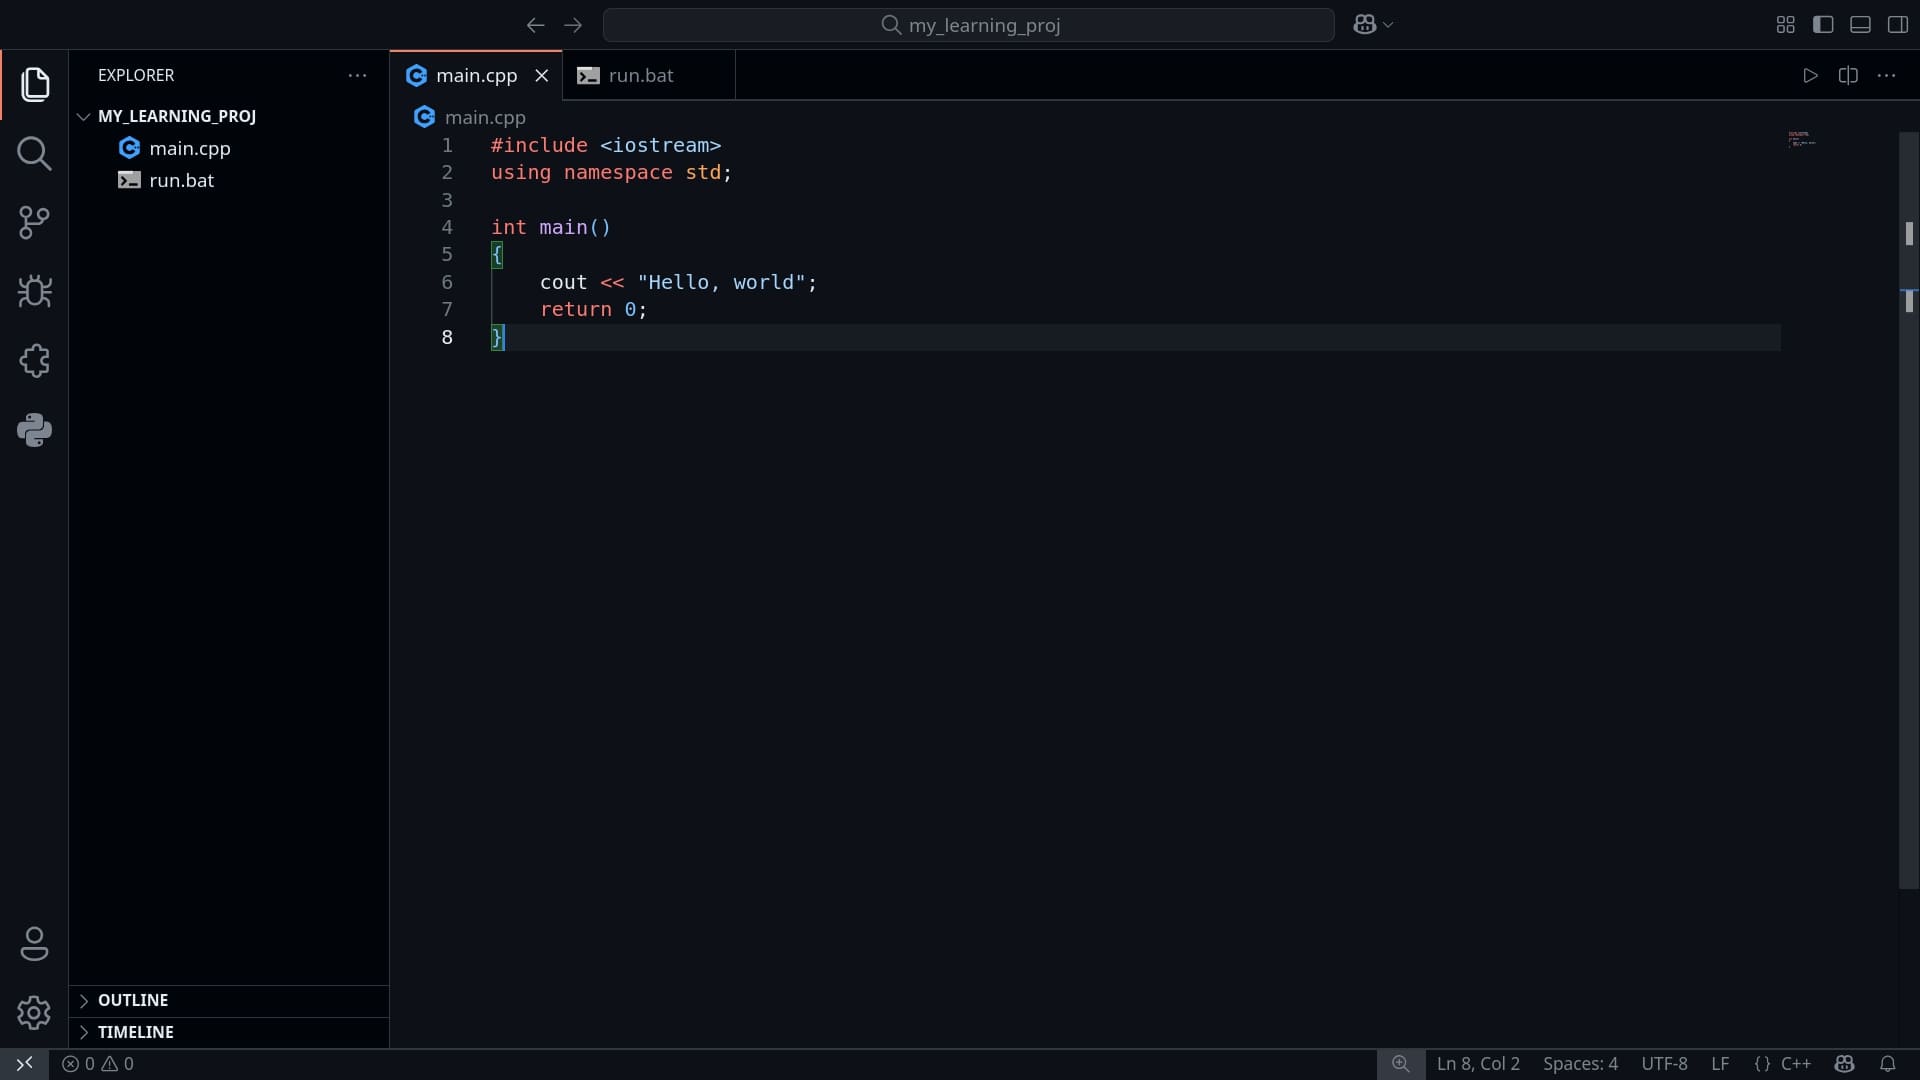 my_learning_proj
EXPLORER
MY_LEARNING_PROJ
main.cpp
run.bat
OUTLINE
TIMELINE
main.cpp
run.bat
main.cpp
1 #include <iostream>
2 using namespace std;
3
4 int main()
5 {
6     cout << "Hello, world";
7     return 0;
8 }
0 0
Ln 8, Col 2 Spaces: 4 UTF-8 LF {} C++